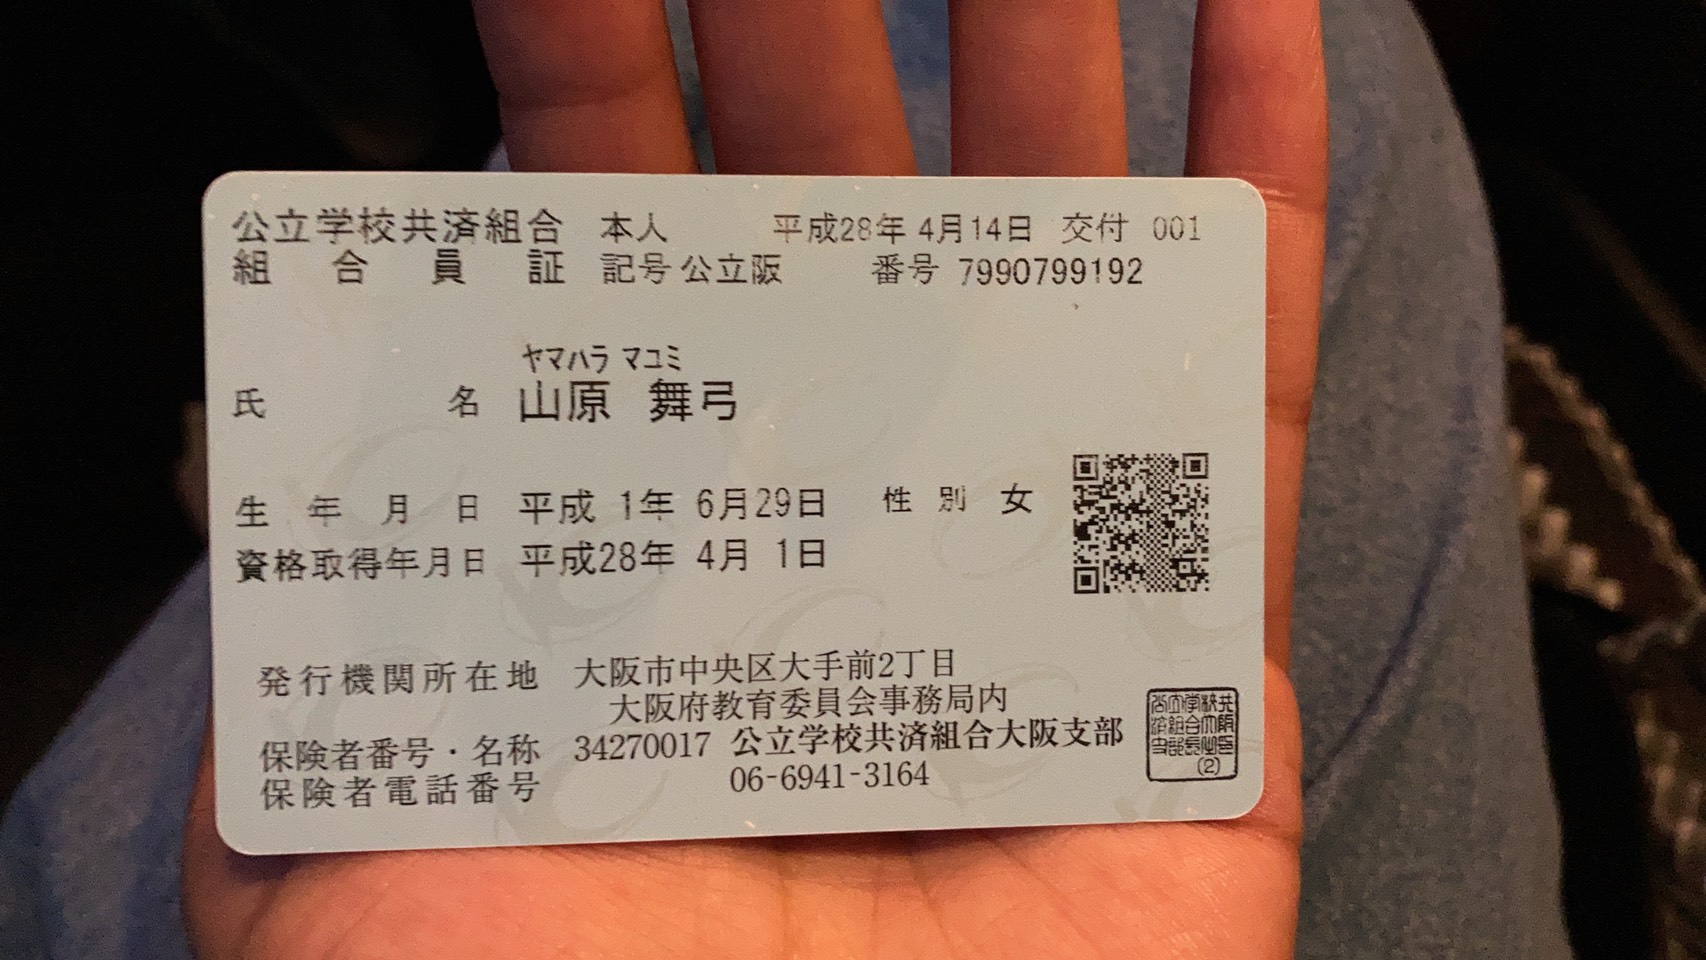 公立学校共済組合 本人 平成28年 4月14日 交付 001
組合員証 記号 公立阪 番号 7990799192
ヤマハラ マユミ
氏名 山原 舞弓
生年月日 平成 1年 6月29日 性別 女
資格取得年月日 平成28年 4月 1日
発行機関所在地 大阪市中央区大手前2丁目
大阪府教育委員会事務局内
保険者番号・名称 34270017 公立学校共済組合大阪支部
保険者電話番号 06-6941-3164
(2)